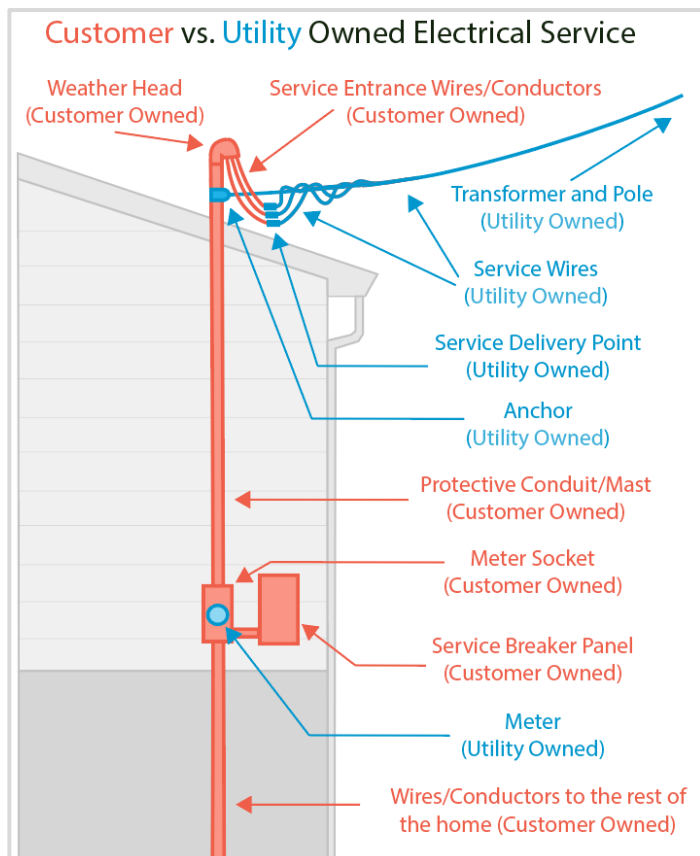 Customer vs. Utility Owned Electrical Service
Weather Head
(Customer Owned)
Service Entrance Wires/Conductors
(Customer Owned)
Transformer and Pole
(Utility Owned)
Service Wires
(Utility Owned)
Service Delivery Point
(Utility Owned)
Anchor
(Utility Owned)
Protective Conduit/Mast
(Customer Owned)
Meter Socket
(Customer Owned)
Service Breaker Panel
(Customer Owned)
Meter
(Utility Owned)
Wires/Conductors to the rest of
the home (Customer Owned)